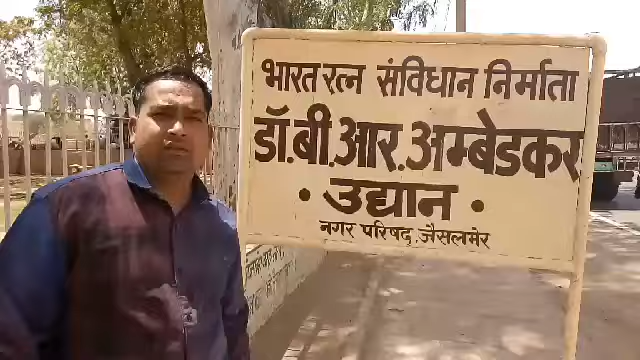 भारत रत्न संविधान निर्माता
डॉ.बी.आर.अम्बेडकर
• उद्यान •
नगर परिषद्, जैसलमेर